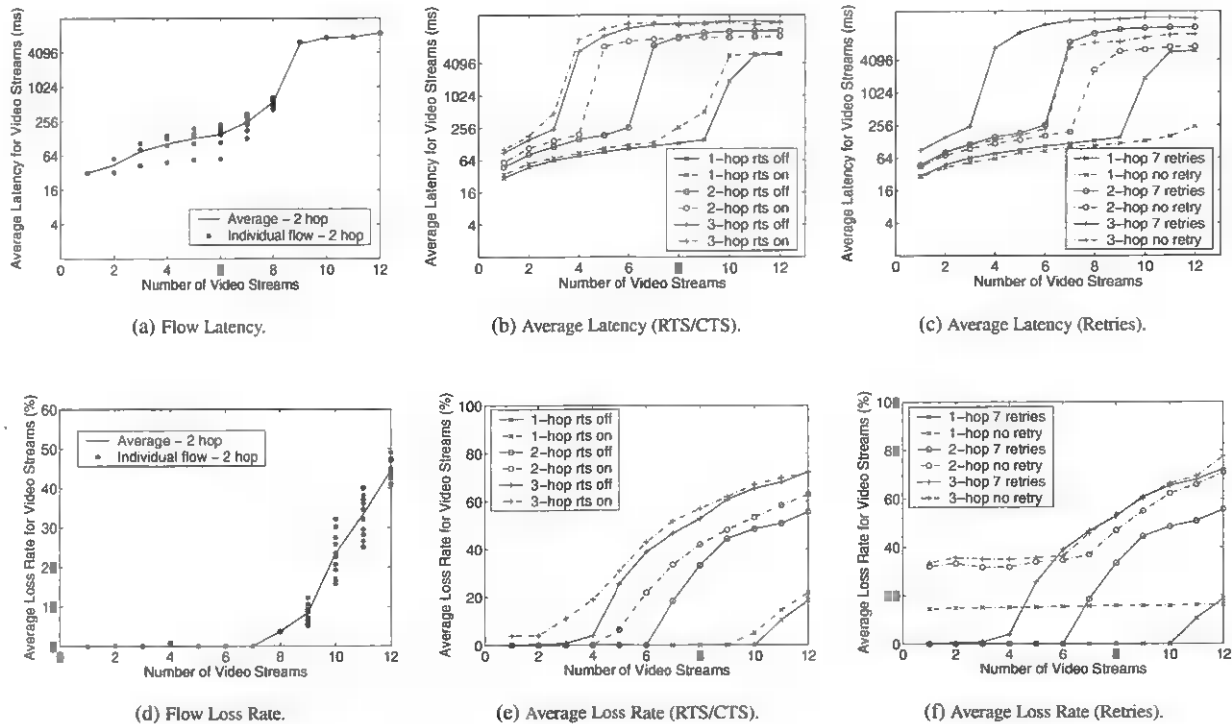 Average Latency for Video Streams (ms)
4096
1024
256
64
16
4
Average − 2 hop
Individual flow − 2 hop
0 2 4 8 10 12
Number of Video Streams
(a) Flow Latency.
Average Latency for Video Streams (ms)
4096
1024
256
64
16
4
1−hop rts off
1−hop rts on
2−hop rts off
2−hop rts on
3−hop rts off
3−hop rts on
0 2 4 6 10 12
Number of Video Streams
(b) Average Latency (RTS/CTS).
Average Latency for Video Streams (ms)
4096
1024
256
64
16
4
1−hop 7 retries
1−hop no retry
2−hop 7 retries
2−hop no retry
3−hop 7 retries
3−hop no retry
0 2 4 6 8 10 12
Number of Video Streams
(c) Average Latency (Retries).
Average Loss Rate for Video Streams (%)
60
50
40
30
20
Average − 2 hop
Individual flow − 2 hop
2 4 6 8 10 12
Number of Video Streams
(d) Flow Loss Rate.
Average Loss Rate for Video Streams (%)
100
80
60
40
20
0
1−hop rts off
1−hop rts on
2−hop rts off
2−hop rts on
3−hop rts off
3−hop rts on
0 2 4 6 10 12
Number of Video Streams
(e) Average Loss Rate (RTS/CTS).
Average Loss Rate for Video Streams (%)
60
40
0
1−hop 7 retries
1−hop no retry
2−hop 7 retries
2−hop no retry
3−hop 7 retries
3−hop no retry
0 2 4 6 10 12
Number of Video Streams
(f) Average Loss Rate (Retries).